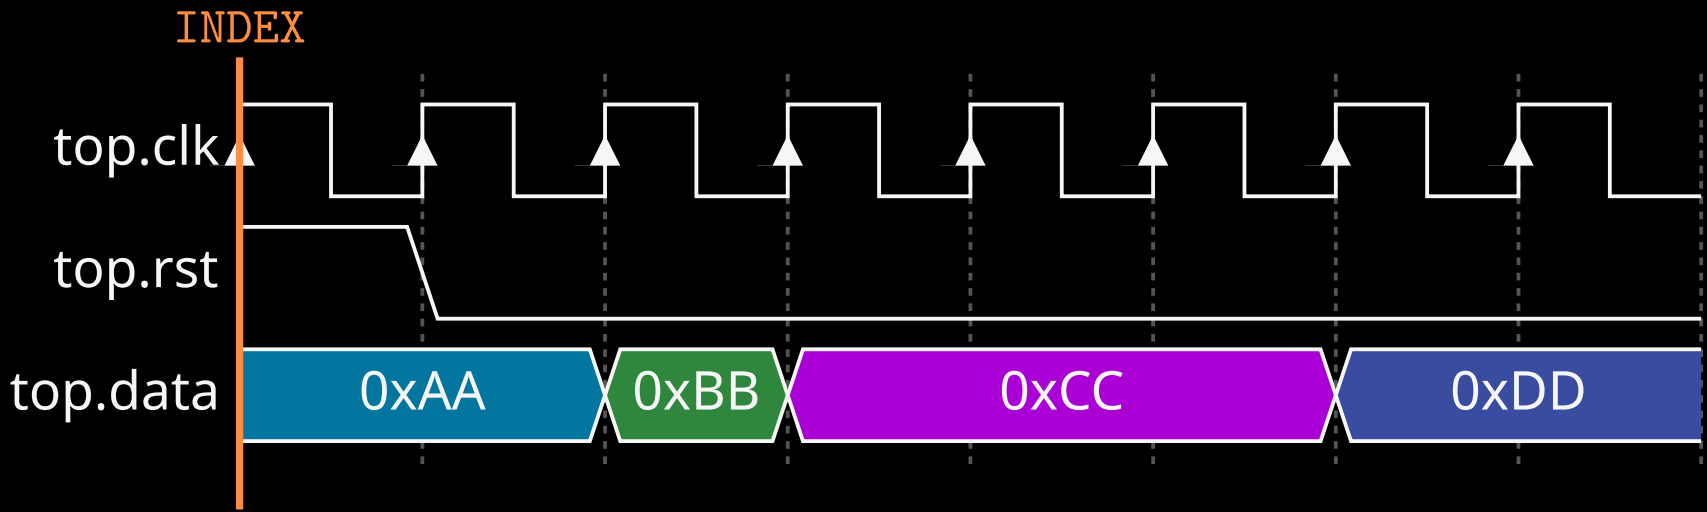 INDEX
top.clk
top.rst
top.data
0xAA
0xBB
0xCC
0xDD